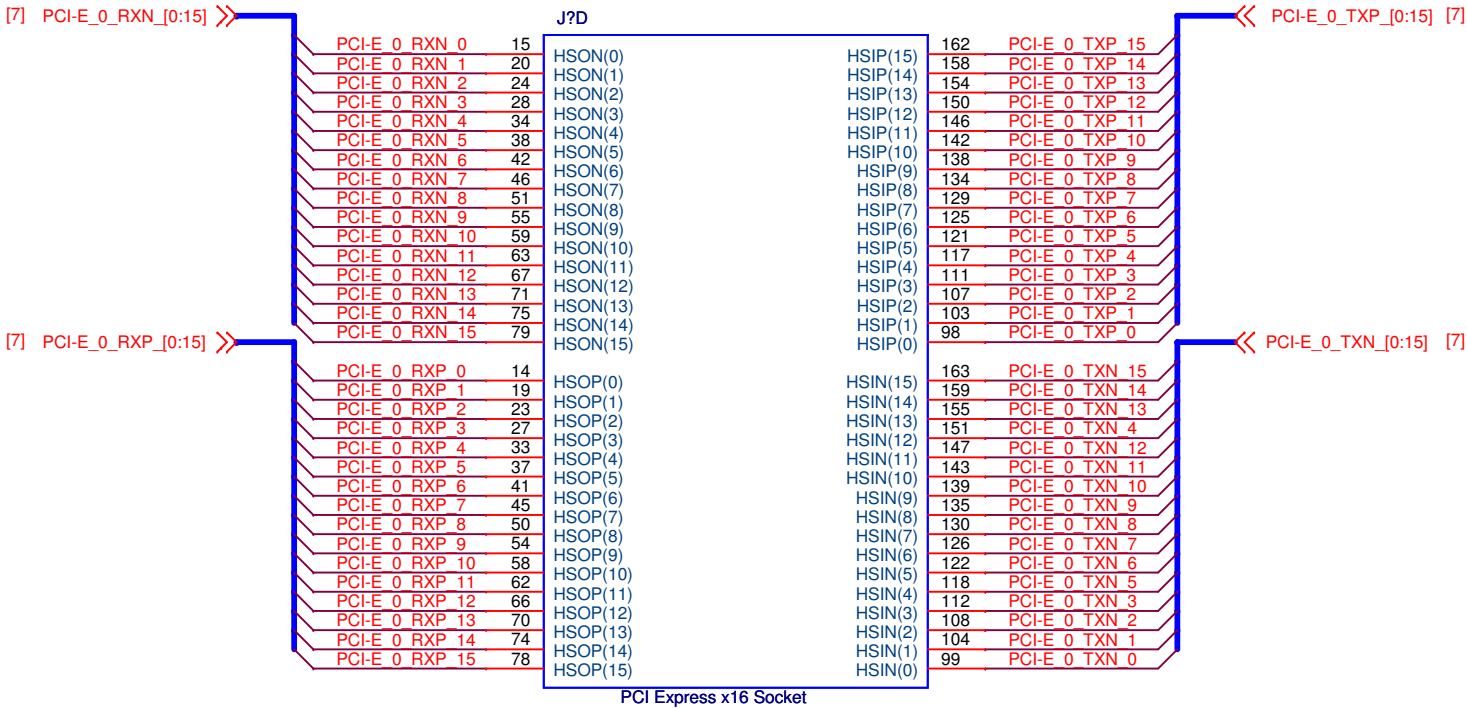 [7] PCI-E_0_RXN_[0:15] J?D PCI-E_0_TXP_[0:15] [7]
PCI-E_0_RXN_0 15 HSON(0) HSIP(15) 162 PCI-E_0_TXP_15
PCI-E_0_RXN_1 20 HSON(1) HSIP(14) 158 PCI-E_0_TXP_14
PCI-E_0_RXN_2 24 HSON(2) HSIP(13) 154 PCI-E_0_TXP_13
PCI-E_0_RXN_3 28 HSON(3) HSIP(12) 150 PCI-E_0_TXP_12
PCI-E_0_RXN_4 34 HSON(4) HSIP(11) 146 PCI-E_0_TXP_11
PCI-E_0_RXN_5 38 HSON(5) HSIP(10) 142 PCI-E_0_TXP_10
PCI-E_0_RXN_6 42 HSON(6) HSIP(9) 138 PCI-E_0_TXP_9
PCI-E_0_RXN_7 46 HSON(7) HSIP(8) 134 PCI-E_0_TXP_8
PCI-E_0_RXN_8 51 HSON(8) HSIP(7) 129 PCI-E_0_TXP_7
PCI-E_0_RXN_9 55 HSON(9) HSIP(6) 125 PCI-E_0_TXP_6
PCI-E_0_RXN_10 59 HSON(10) HSIP(5) 121 PCI-E_0_TXP_5
PCI-E_0_RXN_11 63 HSON(11) HSIP(4) 117 PCI-E_0_TXP_4
PCI-E_0_RXN_12 67 HSON(12) HSIP(3) 111 PCI-E_0_TXP_3
PCI-E_0_RXN_13 71 HSON(13) HSIP(2) 107 PCI-E_0_TXP_2
PCI-E_0_RXN_14 75 HSON(14) HSIP(1) 103 PCI-E_0_TXP_1
PCI-E_0_RXN_15 79 HSON(15) HSIP(0) 98 PCI-E_0_TXP_0
[7] PCI-E_0_RXP_[0:15] PCI-E_0_TXN_[0:15] [7]
PCI-E_0_RXP_0 14 HSOP(0) HSIN(15) 163 PCI-E_0_TXN_15
PCI-E_0_RXP_1 19 HSOP(1) HSIN(14) 159 PCI-E_0_TXN_14
PCI-E_0_RXP_2 23 HSOP(2) HSIN(13) 155 PCI-E_0_TXN_13
PCI-E_0_RXP_3 27 HSOP(3) HSIN(12) 151 PCI-E_0_TXN_4
PCI-E_0_RXP_4 33 HSOP(4) HSIN(11) 147 PCI-E_0_TXN_12
PCI-E_0_RXP_5 37 HSOP(5) HSIN(10) 143 PCI-E_0_TXN_11
PCI-E_0_RXP_6 41 HSOP(6) HSIN(9) 139 PCI-E_0_TXN_10
PCI-E_0_RXP_7 45 HSOP(7) HSIN(8) 135 PCI-E_0_TXN_9
PCI-E_0_RXP_8 50 HSOP(8) HSIN(7) 130 PCI-E_0_TXN_8
PCI-E_0_RXP_9 54 HSOP(9) HSIN(6) 126 PCI-E_0_TXN_7
PCI-E_0_RXP_10 58 HSOP(10) HSIN(5) 122 PCI-E_0_TXN_6
PCI-E_0_RXP_11 62 HSOP(11) HSIN(4) 118 PCI-E_0_TXN_5
PCI-E_0_RXP_12 66 HSOP(12) HSIN(3) 112 PCI-E_0_TXN_3
PCI-E_0_RXP_13 70 HSOP(13) HSIN(2) 108 PCI-E_0_TXN_2
PCI-E_0_RXP_14 74 HSOP(14) HSIN(1) 104 PCI-E_0_TXN_1
PCI-E_0_RXP_15 78 HSOP(15) HSIN(0) 99 PCI-E_0_TXN_0
PCI Express x16 Socket